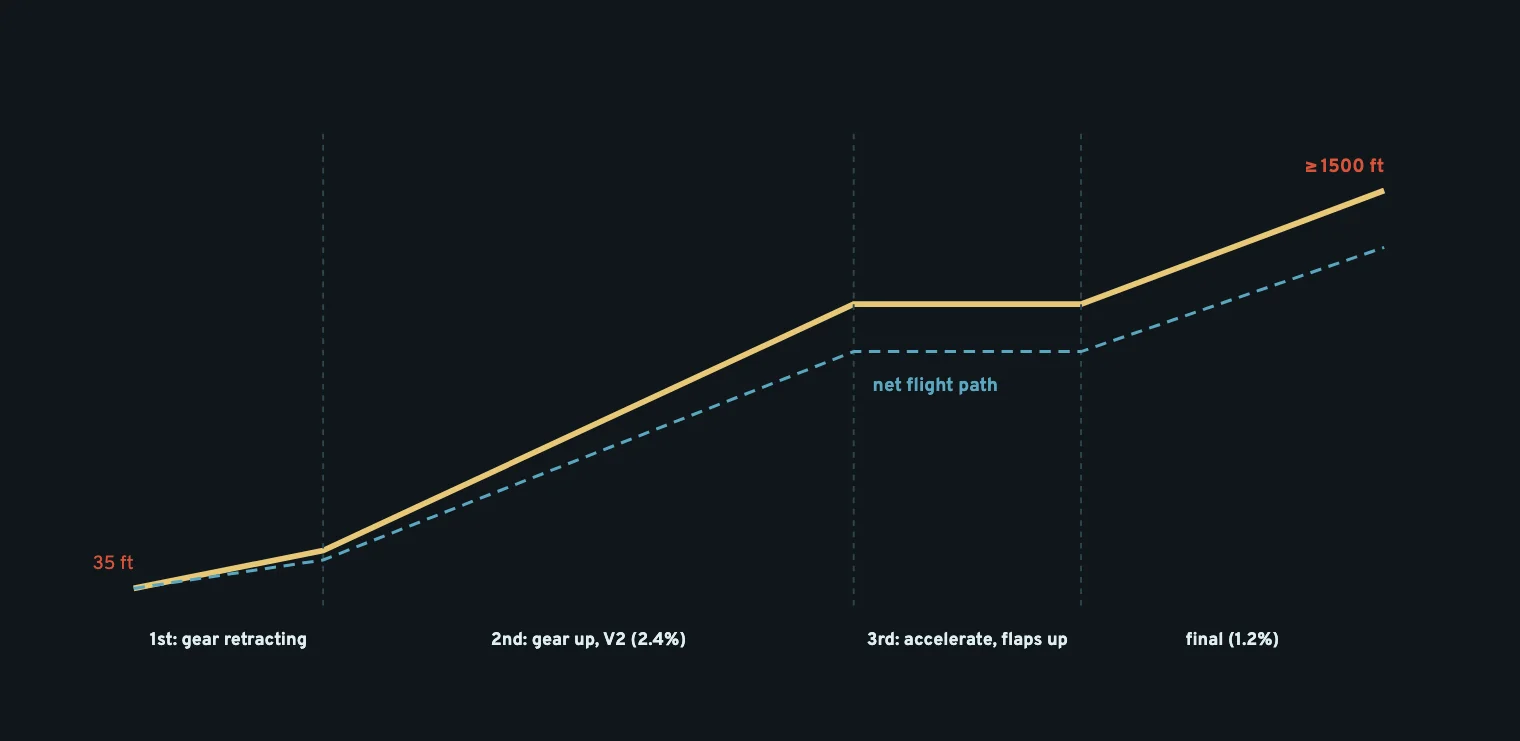 ≥1500 ft
net flight path
35 ft
1st: gear retracting
2nd: gear up, V2 (2.4%)
3rd: accelerate, flaps up
final (1.2%)